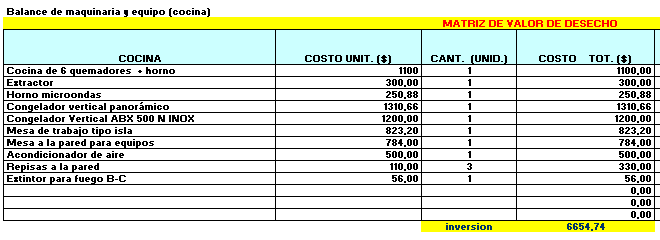 Balance de maquinaria y equipo (cocina)
MATRIZ DE VALOR DE DESECHO
COCINA COSTO UNIT. ($) CANT. (UNID.) COSTO TOT. ($)
Cocina de 6 quemadores + horno 1100 1 1100,00
Extractor 300,00 1 300,00
Horno microondas 250,88 1 250,88
Congelador vertical panorámico 1310,66 1 1310,66
Congelador Vertical ABX 500 N INOX 1200,00 1 1200,00
Mesa de trabajo tipo isla 823,20 1 823,20
Mesa a la pared para equipos 784,00 1 784,00
Acondicionador de aire 500,00 1 500,00
Repisas a la pared 110,00 3 330,00
Extintor para fuego B-C 56,00 1 56,00
0,00
0,00
0,00
inversion 6654,74